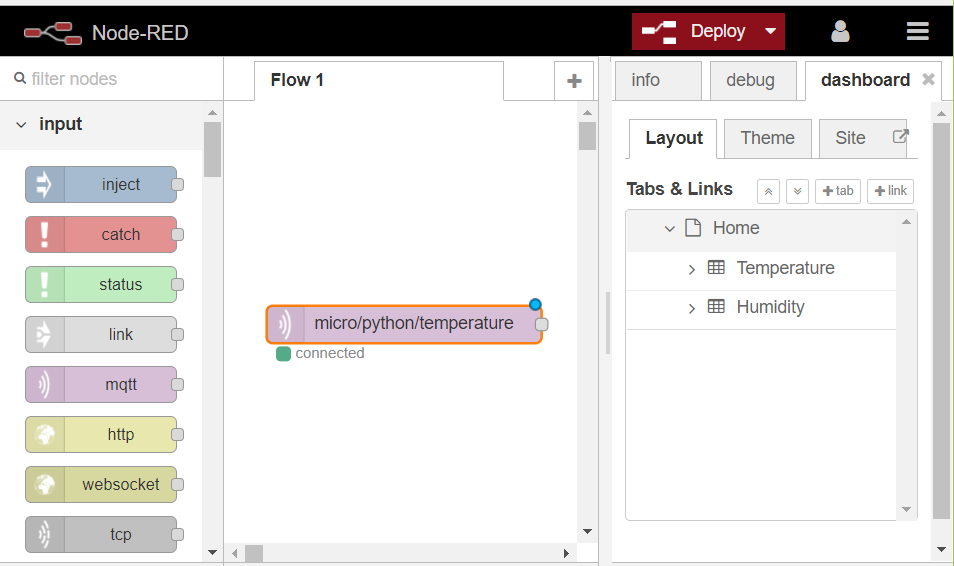 Node-RED
Deploy
filter nodes
Flow 1
info
debug
dashboard
input
Layout
Theme
Site
inject
Tabs & Links
tab
link
catch
Home
status
Temperature
link
Humidity
micro/python/temperature
connected
mqtt
http
websocket
tcp